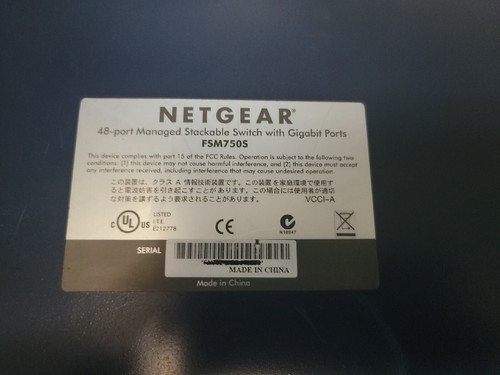 NETGEAR®
48-port Managed Stackable Switch with Gigabit Ports
FSM750S
This device complies with part 15 of the FCC Rules. Operation is subject to the following two
conditions: (1) this device may not cause harmful interference, and (2) this device must accept
any interference received, including interference that may cause undesired operation.
この装置は、クラス A 情報技術装置です。この装置を家庭環境で使用す
ると電波妨害を引き起こすことがあります。この場合には使用者が適切
な対策を講ずるよう要求されることがあります。 VCCI-A
C UL US LISTED
I.T.E.
E212778
CE
N10947
SERIAL
MADE IN CHINA
Made in China